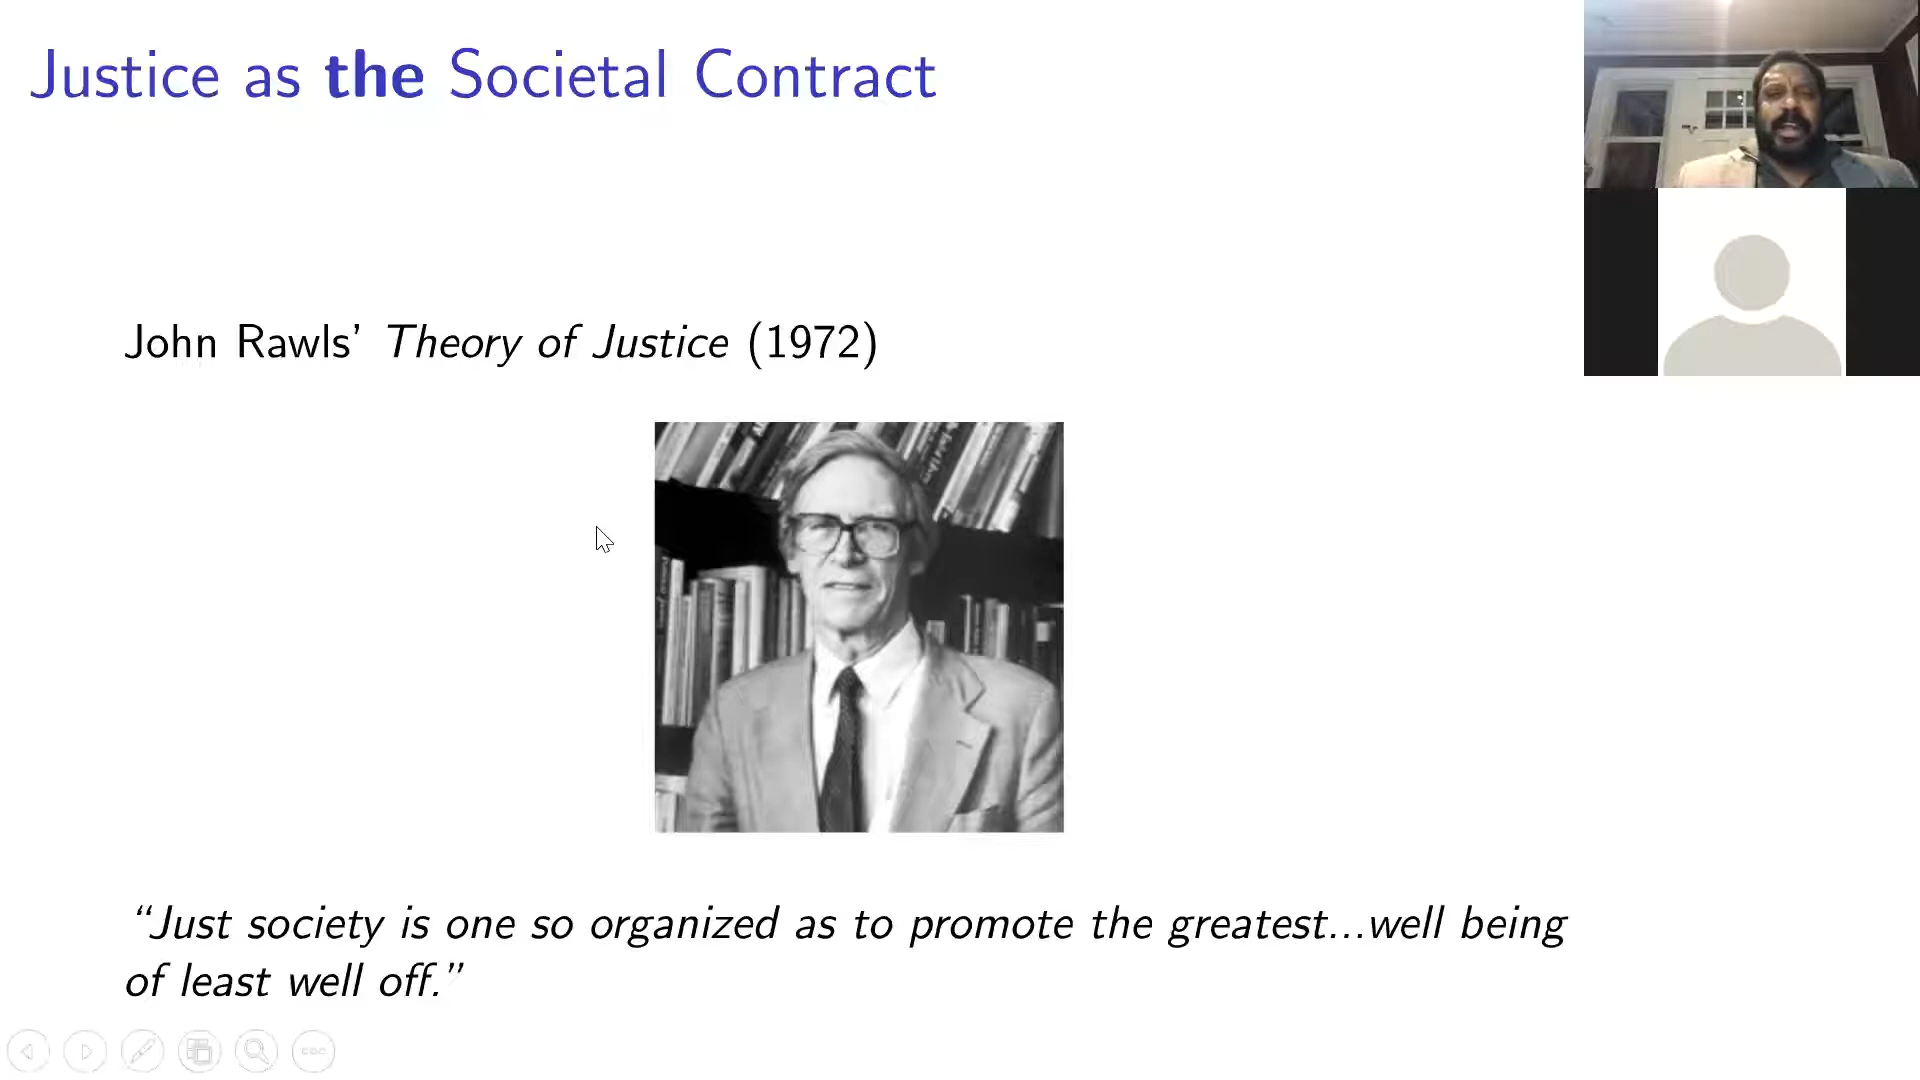 Justice as the Societal Contract
John Rawls’ Theory of Justice (1972)
“Just society is one so organized as to promote the greatest...well being
of least well off.”